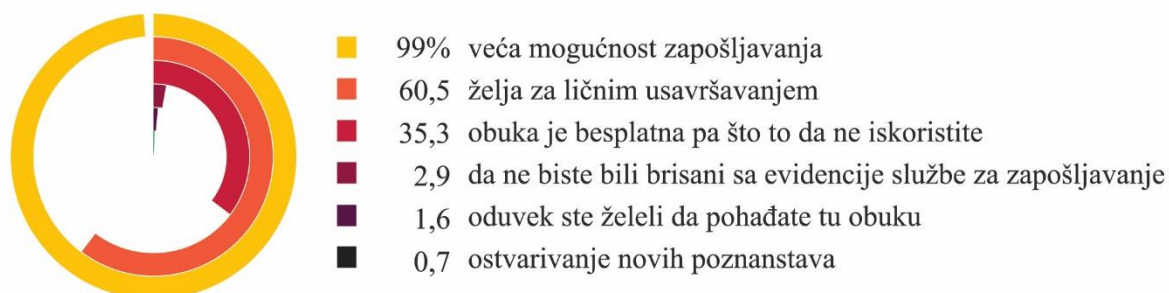 99% veća mogućnost zapošljavanja
60,5 želja za ličnim usavršavanjem
35,3 obuka je besplatna pa što to da ne iskoristite
2,9 da ne biste bili brisani sa evidencije službe za zapošljavanje
1,6 oduvek ste želeli da pohađate tu obuku
0,7 ostvarivanje novih poznanstava